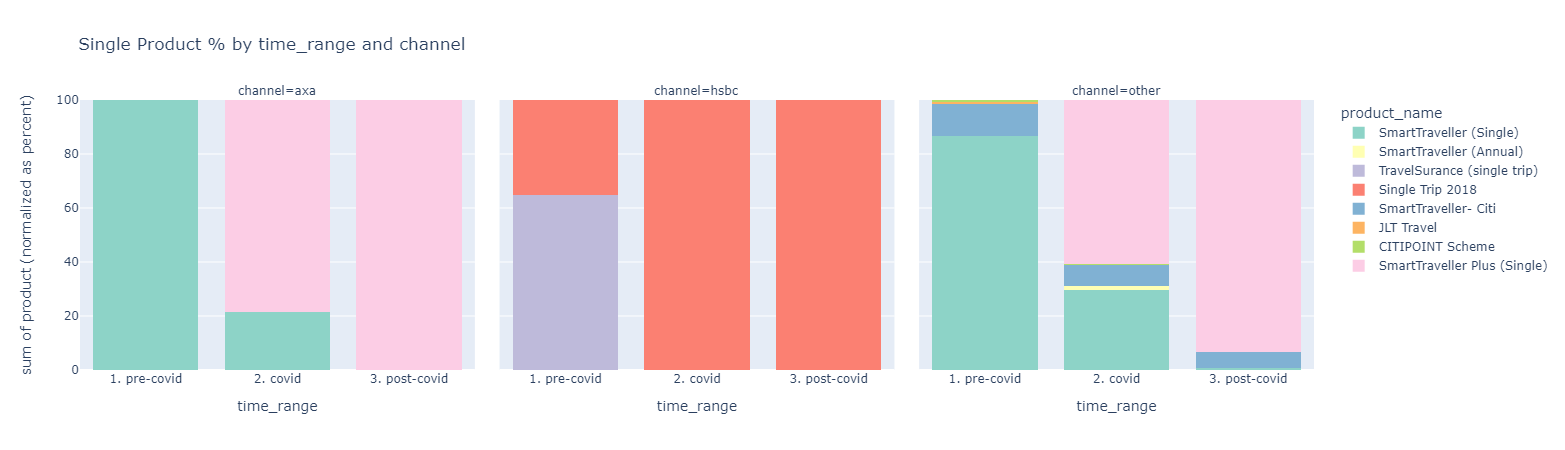 Single Product % by time_range and channel
channel=axa
channel=hsbc
channel=other
sum of product (normalized as percent)
100
80
60
40
20
0
1. pre-covid
2. covid
3. post-covid
1. pre-covid
2. covid
3. post-covid
1. pre-covid
2. covid
3. post-covid
time_range
time_range
time_range
product_name
SmartTraveller (Single)
SmartTraveller (Annual)
TravelSurance (single trip)
Single Trip 2018
SmartTraveller- Citi
JLT Travel
CITIPOINT Scheme
SmartTraveller Plus (Single)